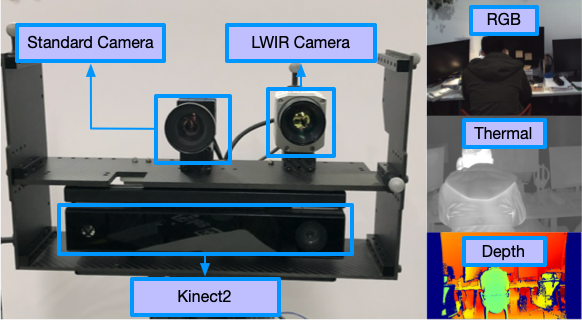 Standard Camera
LWIR Camera
Kinect2
RGB
Thermal
Depth